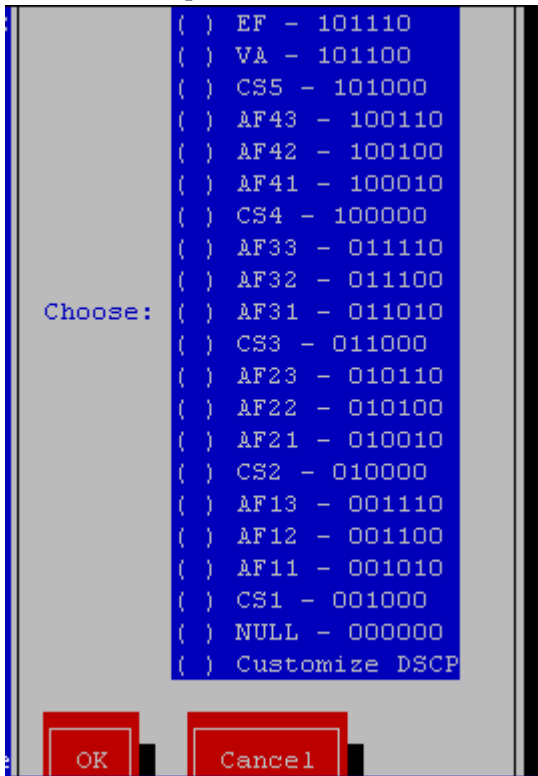 ( ) EF - 101110
( ) VA - 101100
( ) CS5 - 101000
( ) AF43 - 100110
( ) AF42 - 100100
( ) AF41 - 100010
( ) CS4 - 100000
( ) AF33 - 011110
( ) AF32 - 011100
Choose: ( ) AF31 - 011010
( ) CS3 - 011000
( ) AF23 - 010110
( ) AF22 - 010100
( ) AF21 - 010010
( ) CS2 - 010000
( ) AF13 - 001110
( ) AF12 - 001100
( ) AF11 - 001010
( ) CS1 - 001000
( ) NULL - 000000
( ) Customize DSCP
OK Cancel